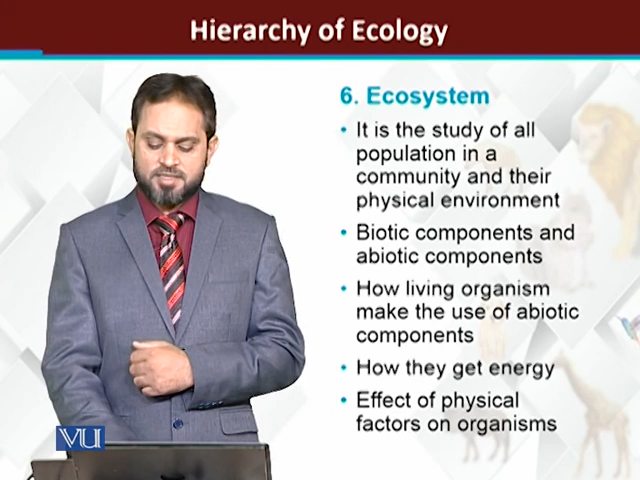 Hierarchy of Ecology
6. Ecosystem
• It is the study of all
population in a
community and their
physical environment
• Biotic components and
abiotic components
• How living organism
make the use of abiotic
components
• How they get energy
• Effect of physical
factors on organisms
VU